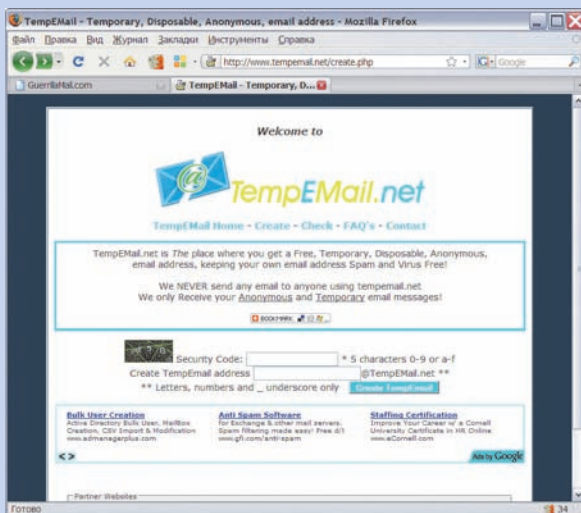 TempEMail - Temporary, Disposable, Anonymous, email address - Mozilla Firefox
Файл Правка Вид Журнал Закладки Инструменты Справка
http://www.tempemail.net/create.php
Google
GuerrillaMail.com
TempEMail - Temporary, D...
Welcome to
TempEMail.net
TempEMail Home - Create - Check - FAQ's - Contact
TempEMail.net is The place where you get a Free, Temporary, Disposable, Anonymous,
email address, keeping your own email address Spam and Virus Free!
We NEVER send any email to anyone using tempemail.net
We only Receive your Anonymous and Temporary email messages!
BOOKMARK
Security Code: * 5 characters 0-9 or a-f
Create TempEmail address @TempEMail.net **
** Letters, numbers and _ underscore only Create TempEmail
Bulk User Creation
Active Directory Bulk User, MailBox
Creation, CSV Import & Modification
www.admanagerplus.com
Anti Spam Software
for Exchange & other mail servers.
Spam filtering made easy! Free d/l
www.gfi.com/anti-spam
Staffing Certification
Improve Your Career w/ a Cornell
University Certificate in HR Online
www.eCornell.com
< >
Ads by Google
Partner Websites
Готово
34